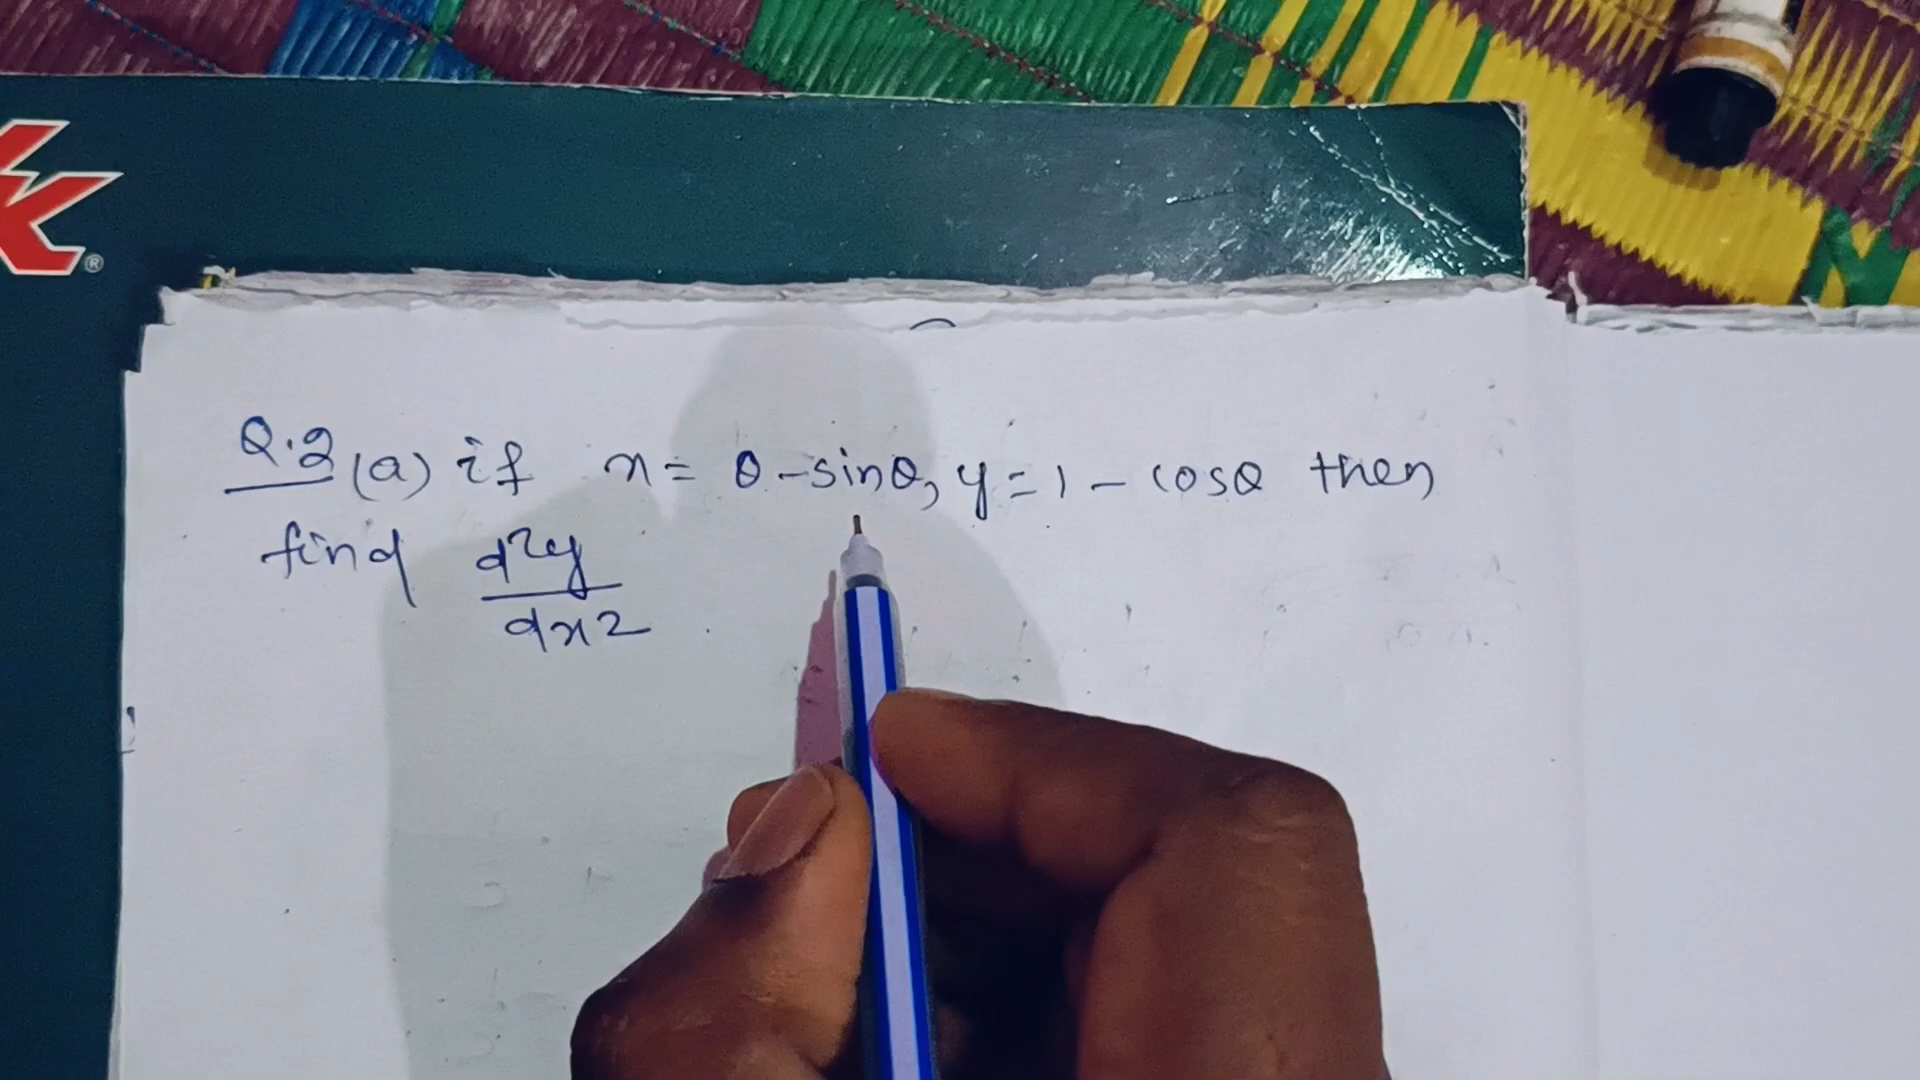 Q.2(a) if x = θ - sinθ, y = 1 - cosθ then
find d²y
dx2